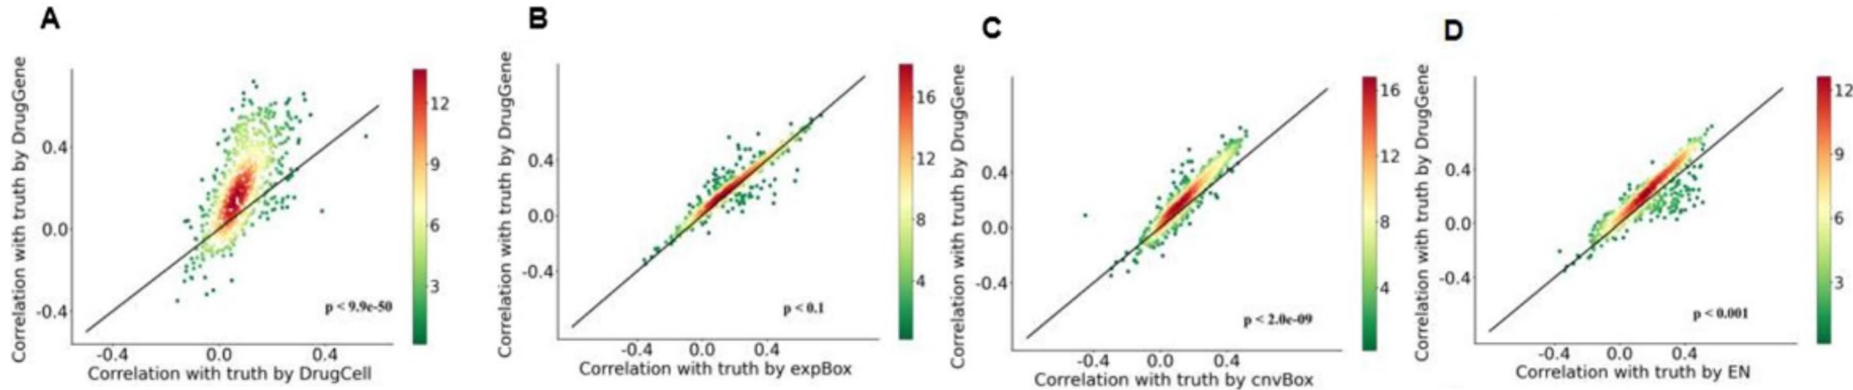 A
Correlation with truth by DrugGene
0.4
0.0
-0.4
-0.4 0.0 0.4
Correlation with truth by DrugCell
p < 9.9e-50
12
9
6
3
B
Correlation with truth by DrugGene
0.4
0.0
-0.4
-0.4 0.0 0.4
Correlation with truth by expBox
p < 0.1
16
12
8
4
C
Correlation with truth by DrugGene
0.4
0.0
-0.4
-0.4 0.0 0.4
Correlation with truth by cnvBox
p < 2.0e-09
16
12
8
4
D
Correlation with truth by DrugGene
0.4
0.0
-0.4
-0.4 0.0 0.4
Correlation with truth by EN
p < 0.001
12
9
6
3